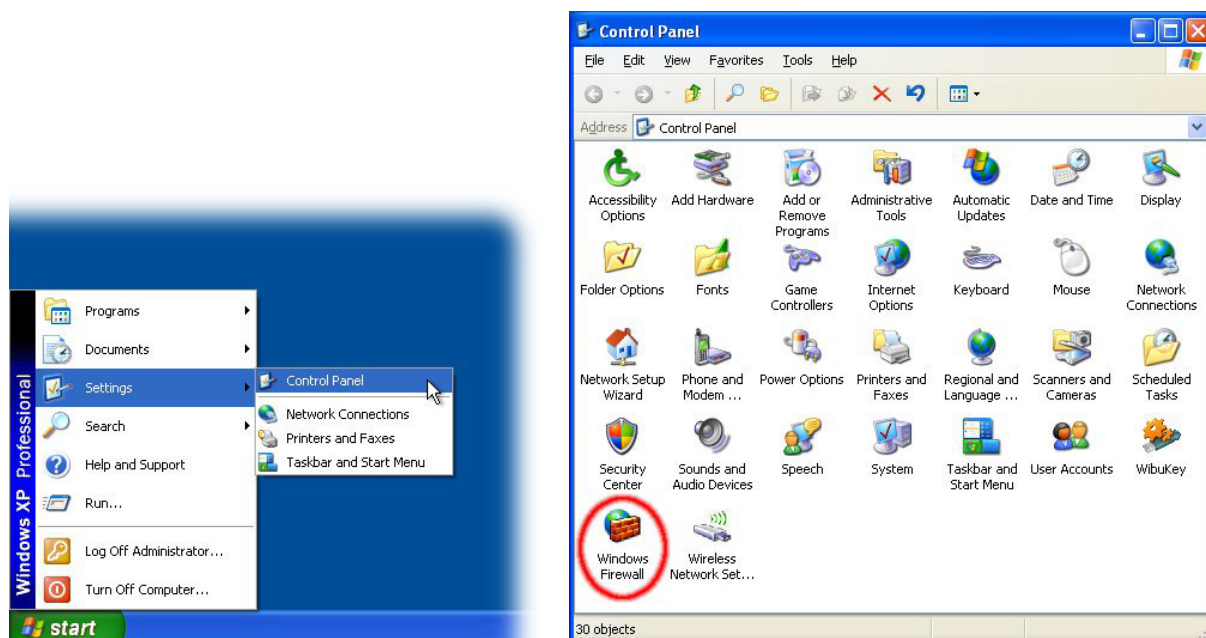 Programs
Documents
Settings
Search
Help and Support
Run...
Log Off Administrator...
Turn Off Computer...
Windows XP Professional
Control Panel
Network Connections
Printers and Faxes
Taskbar and Start Menu
start
Control Panel
File Edit View Favorites Tools Help
Address Control Panel
Accessibility Options
Add Hardware
Add or Remove Programs
Administrative Tools
Automatic Updates
Date and Time
Display
Folder Options
Fonts
Game Controllers
Internet Options
Keyboard
Mouse
Network Connections
Network Setup Wizard
Phone and Modem ...
Power Options
Printers and Faxes
Regional and Language ...
Scanners and Cameras
Scheduled Tasks
Security Center
Sounds and Audio Devices
Speech
System
Taskbar and Start Menu
User Accounts
WibuKey
Windows Firewall
Wireless Network Set...
30 objects